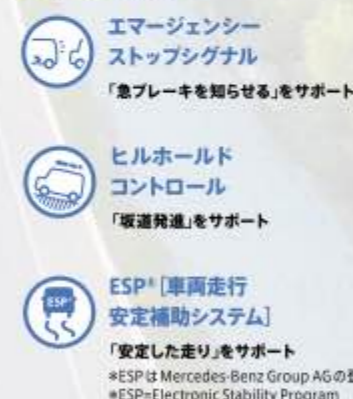 エマージェンシー
ストップシグナル
「急ブレーキを知らせる」をサポート
ヒルホールド
コントロール
「坂道発進」をサポート
ESP
ESP®[車両走行
安定補助システム]
「安定した走り」をサポート
*ESPはMercedes-Benz Group AGの登
*ESP=Electronic Stability Program